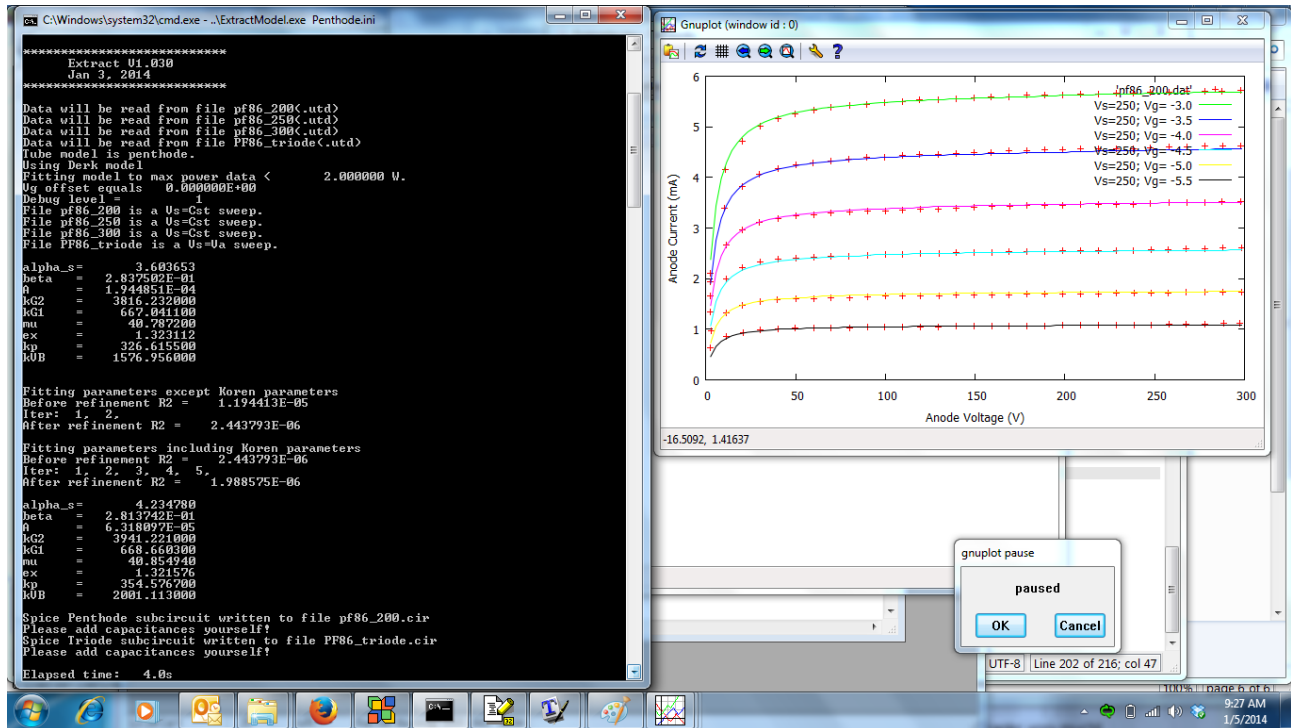 C:\Windows\system32\cmd.exe - ..\ExtractModel.exe Penthode.ini
****************************
Extract V1.030
Jan 3, 2014
****************************
Data will be read from file pf86_200(.utd)
Data will be read from file pf86_250(.utd)
Data will be read from file pf86_300(.utd)
Data will be read from file PF86_triode(.utd)
Tube model is penthode.
Using Derk model
Fitting model to max power data < 2.000000 W.
Vg offset equals 0.000000E+00
Debug level = 1
File pf86_200 is a Vs=Cst sweep.
File pf86_250 is a Vs=Cst sweep.
File pf86_300 is a Vs=Cst sweep.
File PF86_triode is a Vs=Va sweep.
alpha_s= 3.603653
beta = 2.837502E-01
A = 1.944851E-04
kG2 = 3816.232000
kG1 = 667.041100
mu = 40.787200
ex = 1.323112
kp = 326.615500
kVB = 1576.956000
Fitting parameters except Koren parameters
Before refinement R2 = 1.194413E-05
Iter: 1, 2,
After refinement R2 = 2.443793E-06
Fitting parameters including Koren parameters
Before refinement R2 = 2.443793E-06
Iter: 1, 2, 3, 4, 5,
After refinement R2 = 1.988575E-06
alpha_s= 4.234780
beta = 2.813742E-01
A = 6.318097E-05
kG2 = 3941.221000
kG1 = 668.660300
mu = 40.854940
ex = 1.321576
kp = 354.576700
kVB = 2001.113000
Spice Penthode subcircuit written to file pf86_200.cir
Please add capacitances yourself!
Spice Triode subcircuit written to file PF86_triode.cir
Please add capacitances yourself!
Elapsed time: 4.0s
Gnuplot (window id : 0)
6
5
4
3
2
1
0
Anode Current (mA)
'pf86_200.dat'
Vs=250; Vg= -3.0
Vs=250; Vg= -3.5
Vs=250; Vg= -4.0
Vs=250; Vg= -4.5
Vs=250; Vg= -5.0
Vs=250; Vg= -5.5
0 50 100 150 200 250 300
Anode Voltage (V)
-16.5092, 1.41637
gnuplot pause
paused
OK Cancel
UTF-8 Line 202 of 216; col 47
100% page 6 of 6
9:27 AM
1/5/2014